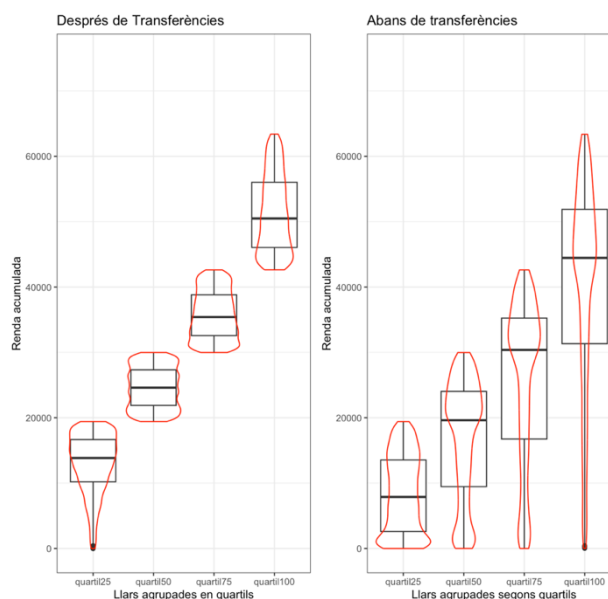 Després de Transferències
Renda acumulada
60000
40000
20000
0
quartil25 quartil50 quartil75 quartil100
Llars agrupades en quartils
Abans de transferències
Renda acumulada
60000
40000
20000
0
quartil25 quartil50 quartil75 quartil100
Llars agrupades segons quartils